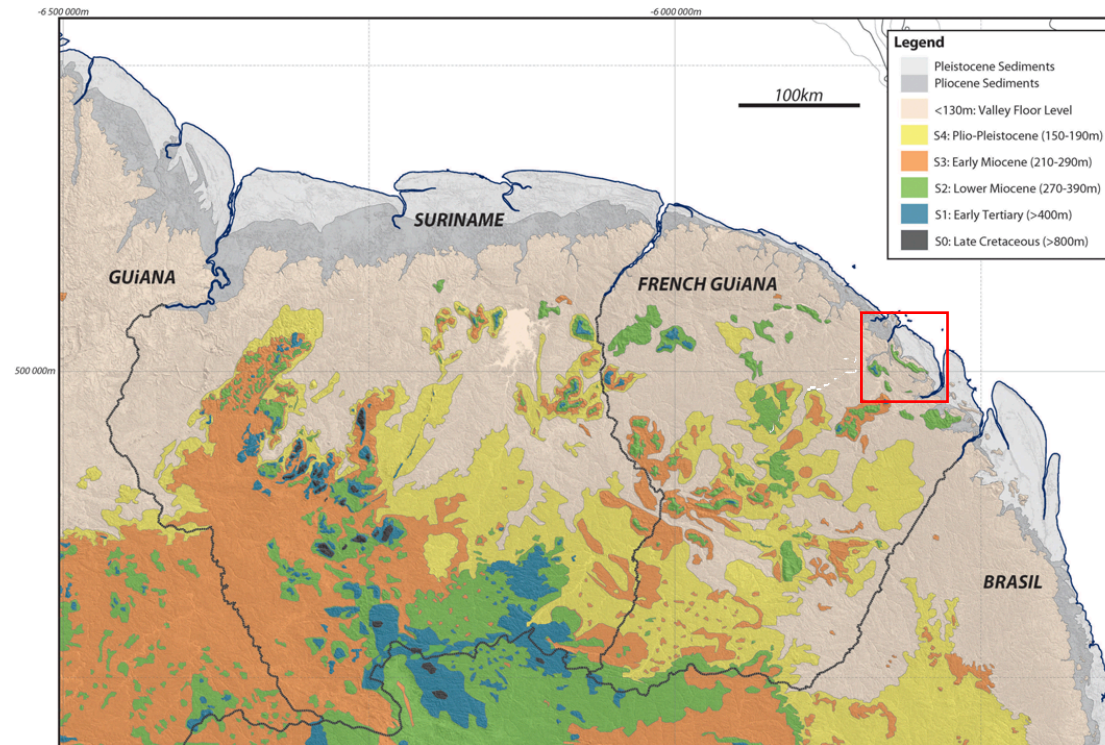 -6 500 000m
-6 000 000m
Legend
Pleistocene Sediments
Pliocene Sediments
<130m: Valley Floor Level
S4: Plio-Pleistocene (150-190m)
S3: Early Miocene (210-290m)
S2: Lower Miocene (270-390m)
S1: Early Tertiary (>400m)
S0: Late Cretaceous (>800m)
100km
SURINAME
GUiANA
FRENCH GUiANA
500 000m
BRASIL